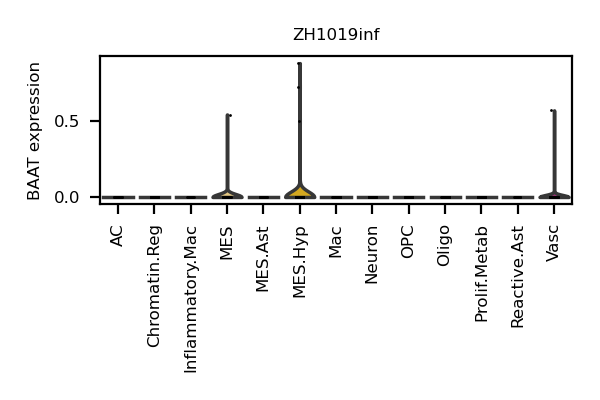 ZH1019inf
BAAT expression
0.5
0.0
AC
Chromatin.Reg
Inflammatory.Mac
MES
MES.Ast
MES.Hyp
Mac
Neuron
OPC
Oligo
Prolif.Metab
Reactive.Ast
Vasc